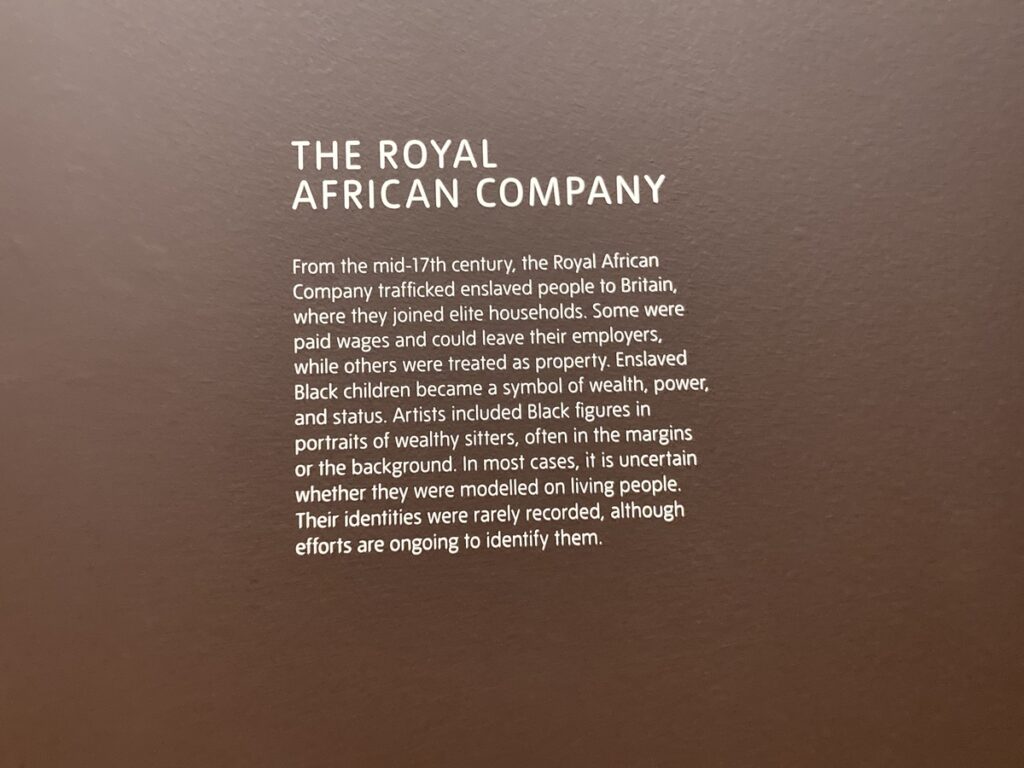 THE ROYAL
AFRICAN COMPANY
From the mid-17th century, the Royal African
Company trafficked enslaved people to Britain,
where they joined elite households. Some were
paid wages and could leave their employers,
while others were treated as property. Enslaved
Black children became a symbol of wealth, power,
and status. Artists included Black figures in
portraits of wealthy sitters, often in the margins
or the background. In most cases, it is uncertain
whether they were modelled on living people.
Their identities were rarely recorded, although
efforts are ongoing to identify them.